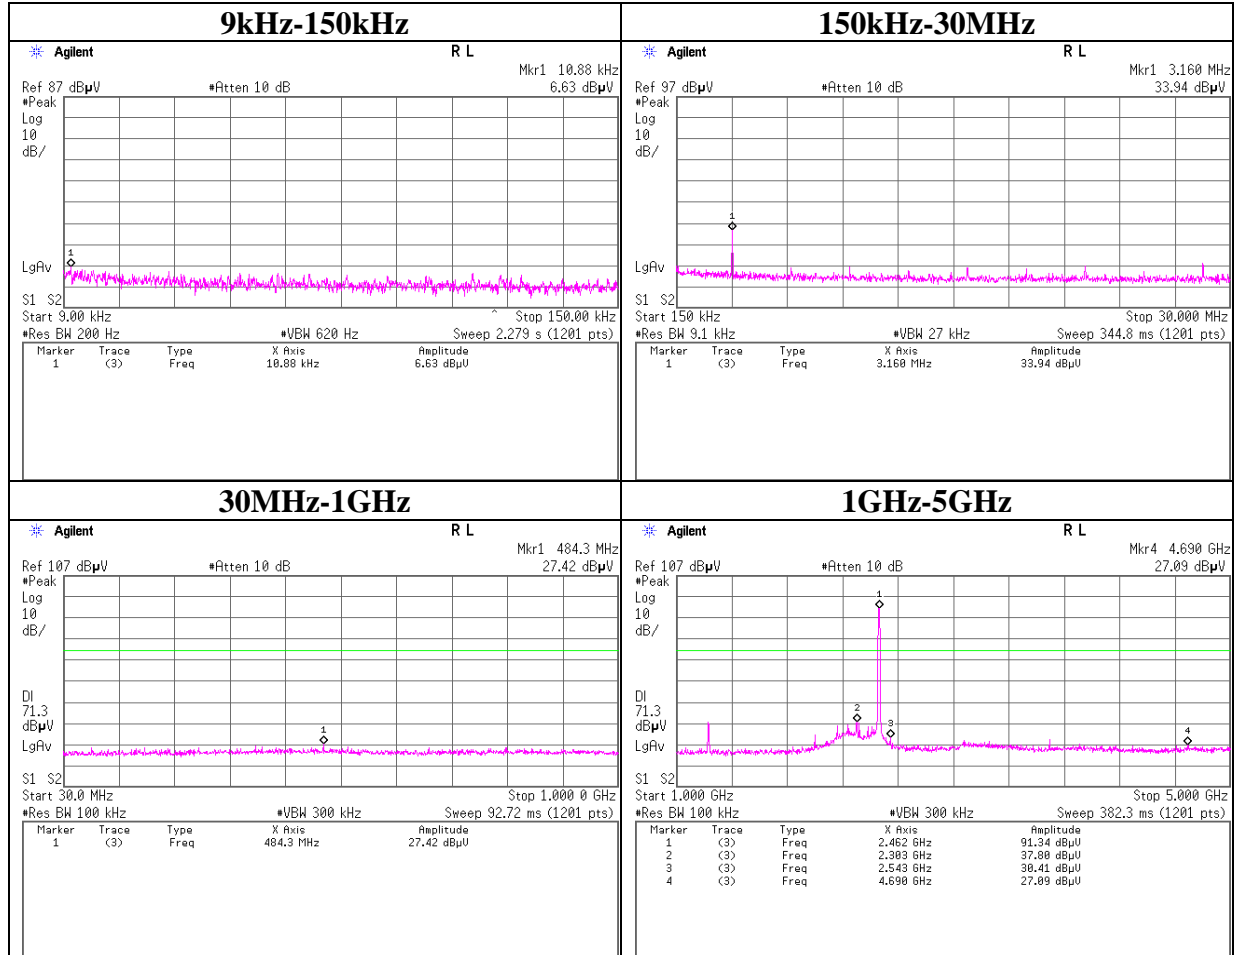 9kHz-150kHz
Agilent R L
Mkr1 10.88 kHz
Ref 87 dBµV #Atten 10 dB 6.63 dBµV
#Peak
Log
10
dB/
1
LgAv
S1 S2
Start 9.00 kHz ^ Stop 150.00 kHz
#Res BW 200 Hz #VBW 620 Hz Sweep 2.279 s (1201 pts)
Marker Trace Type X Axis Amplitude
1 (3) Freq 10.88 kHz 6.63 dBµV
150kHz-30MHz
Agilent R L
Mkr1 3.160 MHz
Ref 97 dBµV #Atten 10 dB 33.94 dBµV
#Peak
Log
10
dB/
1
LgAv
S1 S2
Start 150 kHz Stop 30.000 MHz
#Res BW 9.1 kHz #VBW 27 kHz Sweep 344.8 ms (1201 pts)
Marker Trace Type X Axis Amplitude
1 (3) Freq 3.160 MHz 33.94 dBµV
30MHz-1GHz
Agilent R L
Mkr1 484.3 MHz
Ref 107 dBµV #Atten 10 dB 27.42 dBµV
#Peak
Log
10
dB/
DI
71.3
dBµV
1
LgAv
S1 S2
Start 30.0 MHz Stop 1.000 0 GHz
#Res BW 100 kHz #VBW 300 kHz Sweep 92.72 ms (1201 pts)
Marker Trace Type X Axis Amplitude
1 (3) Freq 484.3 MHz 27.42 dBµV
1GHz-5GHz
Agilent R L
Mkr4 4.690 GHz
Ref 107 dBµV #Atten 10 dB 27.09 dBµV
#Peak
Log
10
dB/
1
DI
71.3
dBµV
2
3
4
LgAv
S1 S2
Start 1.000 GHz Stop 5.000 GHz
#Res BW 100 kHz #VBW 300 kHz Sweep 382.3 ms (1201 pts)
Marker Trace Type X Axis Amplitude
1 (3) Freq 2.462 GHz 91.34 dBµV
2 (3) Freq 2.303 GHz 37.80 dBµV
3 (3) Freq 2.543 GHz 30.41 dBµV
4 (3) Freq 4.690 GHz 27.09 dBµV